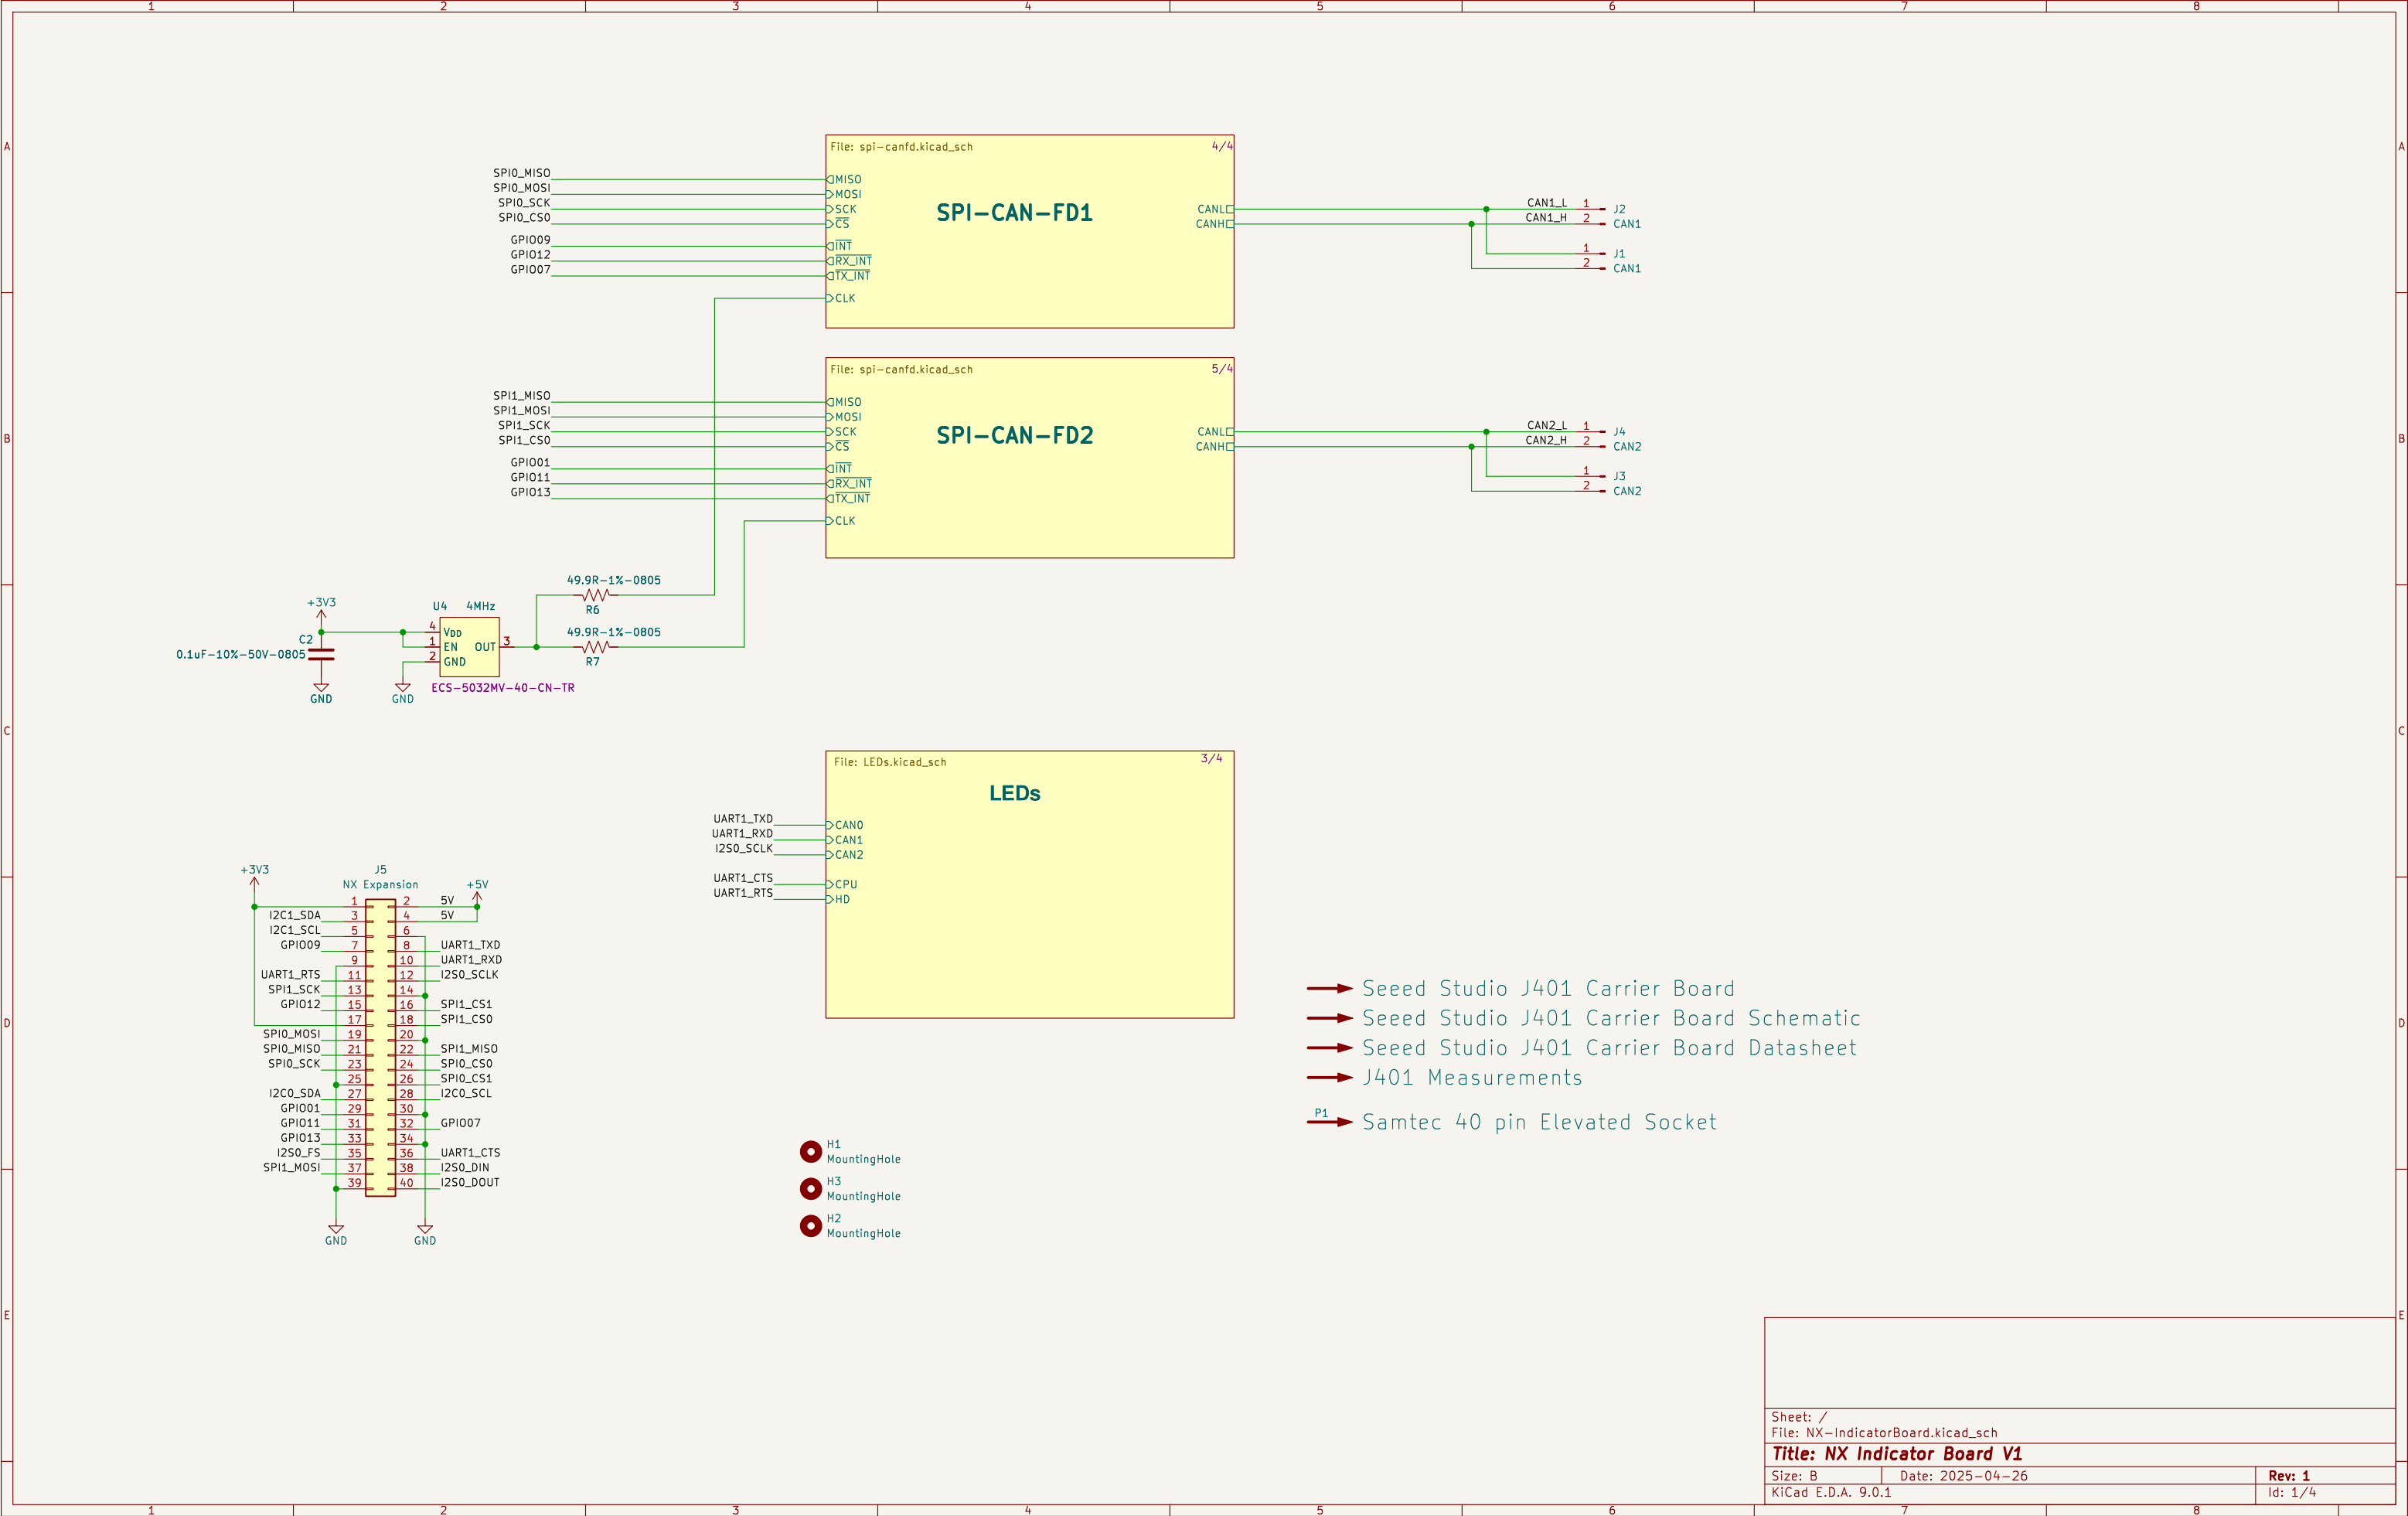 1 2 3 4 5 6 7 8
A
B
C
D
E
A
B
C
D
E
File: spi-canfd.kicad_sch
4/4
SPI-CAN-FD1
SPI0_MISO
SPI0_MOSI
SPI0_SCK
SPI0_CS0
GPIO09
GPIO12
GPIO07
MISO
MOSI
SCK
CS
INT
RX_INT
TX_INT
CLK
CANL
CANH
CAN1_L 1 J2
CAN1_H 2 CAN1
1 J1
2 CAN1
File: spi-canfd.kicad_sch
5/4
SPI-CAN-FD2
SPI1_MISO
SPI1_MOSI
SPI1_SCK
SPI1_CS0
GPIO01
GPIO11
GPIO13
MISO
MOSI
SCK
CS
INT
RX_INT
TX_INT
CLK
CANL
CANH
CAN2_L 1 J4
CAN2_H 2 CAN2
1 J3
2 CAN2
49.9R-1%-0805
R6
49.9R-1%-0805
R7
+3V3
C2
0.1uF-10%-50V-0805
GND
GND
U4 4MHz
4 VDD
1 EN OUT 3
2 GND
ECS-5032MV-40-CN-TR
File: LEDs.kicad_sch
3/4
LEDs
UART1_TXD CAN0
UART1_RXD CAN1
I2S0_SCLK CAN2
UART1_CTS CPU
UART1_RTS HD
+3V3
J5
NX Expansion
+5V
1 2 5V
I2C1_SDA 3 4 5V
I2C1_SCL 5 6
GPIO09 7 8 UART1_TXD
9 10 UART1_RXD
UART1_RTS 11 12 I2S0_SCLK
SPI1_SCK 13 14
GPIO12 15 16 SPI1_CS1
17 18 SPI1_CS0
SPI0_MOSI 19 20
SPI0_MISO 21 22 SPI1_MISO
SPI0_SCK 23 24 SPI0_CS0
25 26 SPI0_CS1
I2C0_SDA 27 28 I2C0_SCL
GPIO01 29 30
GPIO11 31 32 GPIO07
GPIO13 33 34
I2S0_FS 35 36 UART1_CTS
SPI1_MOSI 37 38 I2S0_DIN
39 40 I2S0_DOUT
GND
GND
H1
MountingHole
H3
MountingHole
H2
MountingHole
Seeed Studio J401 Carrier Board
Seeed Studio J401 Carrier Board Schematic
Seeed Studio J401 Carrier Board Datasheet
J401 Measurements
P1
Samtec 40 pin Elevated Socket
Sheet: /
File: NX-IndicatorBoard.kicad_sch
Title: NX Indicator Board V1
Size: B Date: 2025-04-26 Rev: 1
KiCad E.D.A. 9.0.1 Id: 1/4
1 2 3 4 5 6 7 8